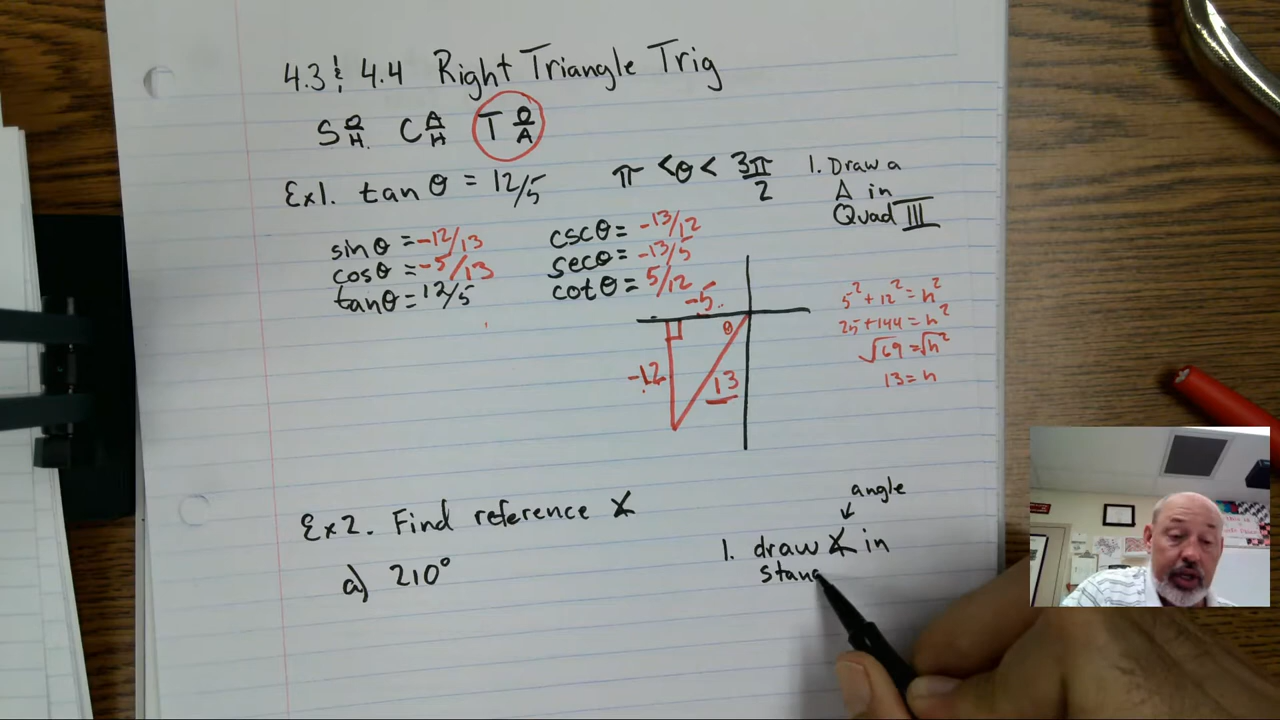 4.3 & 4.4 Right Triangle Trig
S O/H C A/H T O/A
Ex1. tan θ = 12/5 π < θ < 3π/2
1. Draw a
Δ in
Quad III
sin θ = -12/13
cos θ = -5/13
tan θ = 12/5
csc θ = -13/12
sec θ = -13/5
cot θ = 5/12
-5
θ
-12
13
5² + 12² = h²
25 + 144 = h²
√169 = √h²
13 = h
Ex2. Find reference ∡
a) 210°
angle
1. draw ∡ in
stand